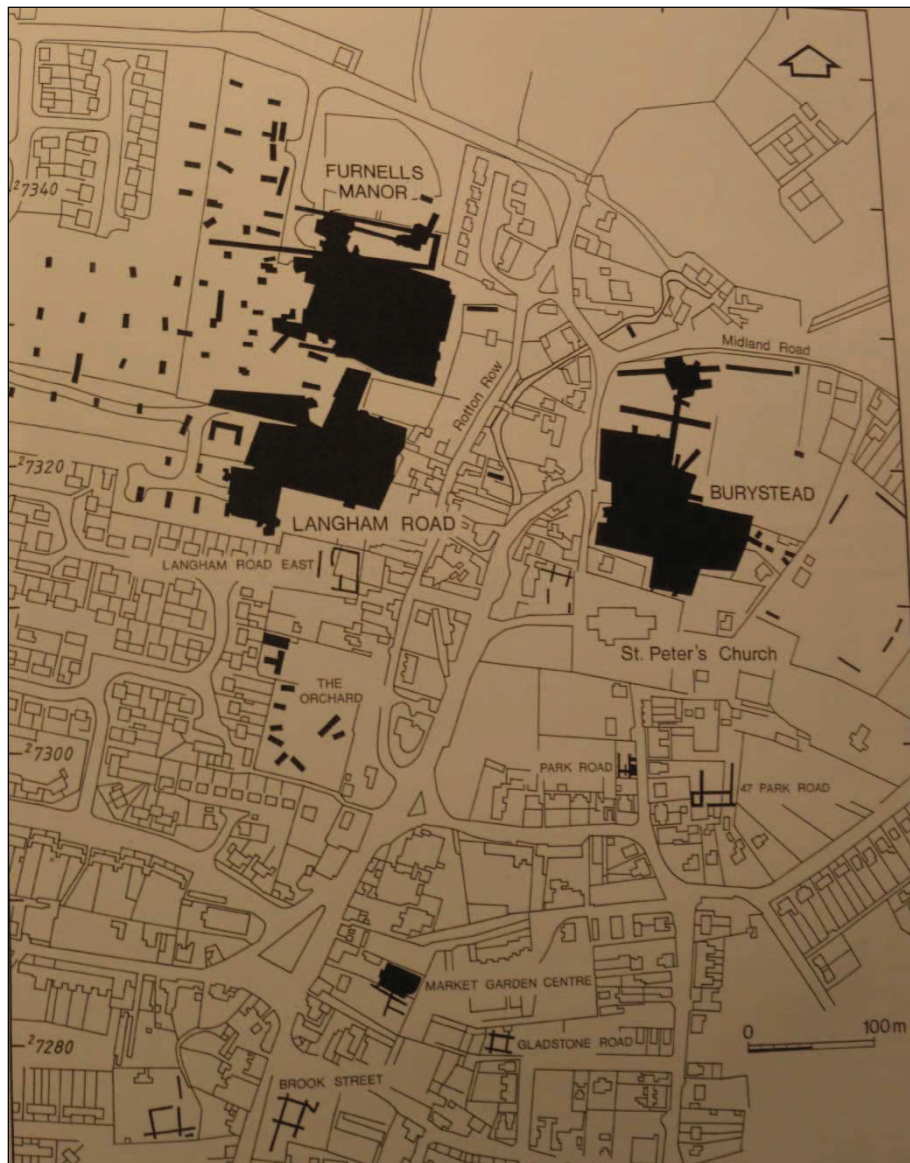 FURNELLS
MANOR
²7340
Midland Road
Rotton Row
²7320
BURYSTEAD
LANGHAM ROAD
LANGHAM ROAD EAST
St. Peter's Church
THE
ORCHARD
²7300
PARK ROAD
47 PARK ROAD
MARKET GARDEN CENTRE
0 100m
²7280
GLADSTONE ROAD
BROOK STREET